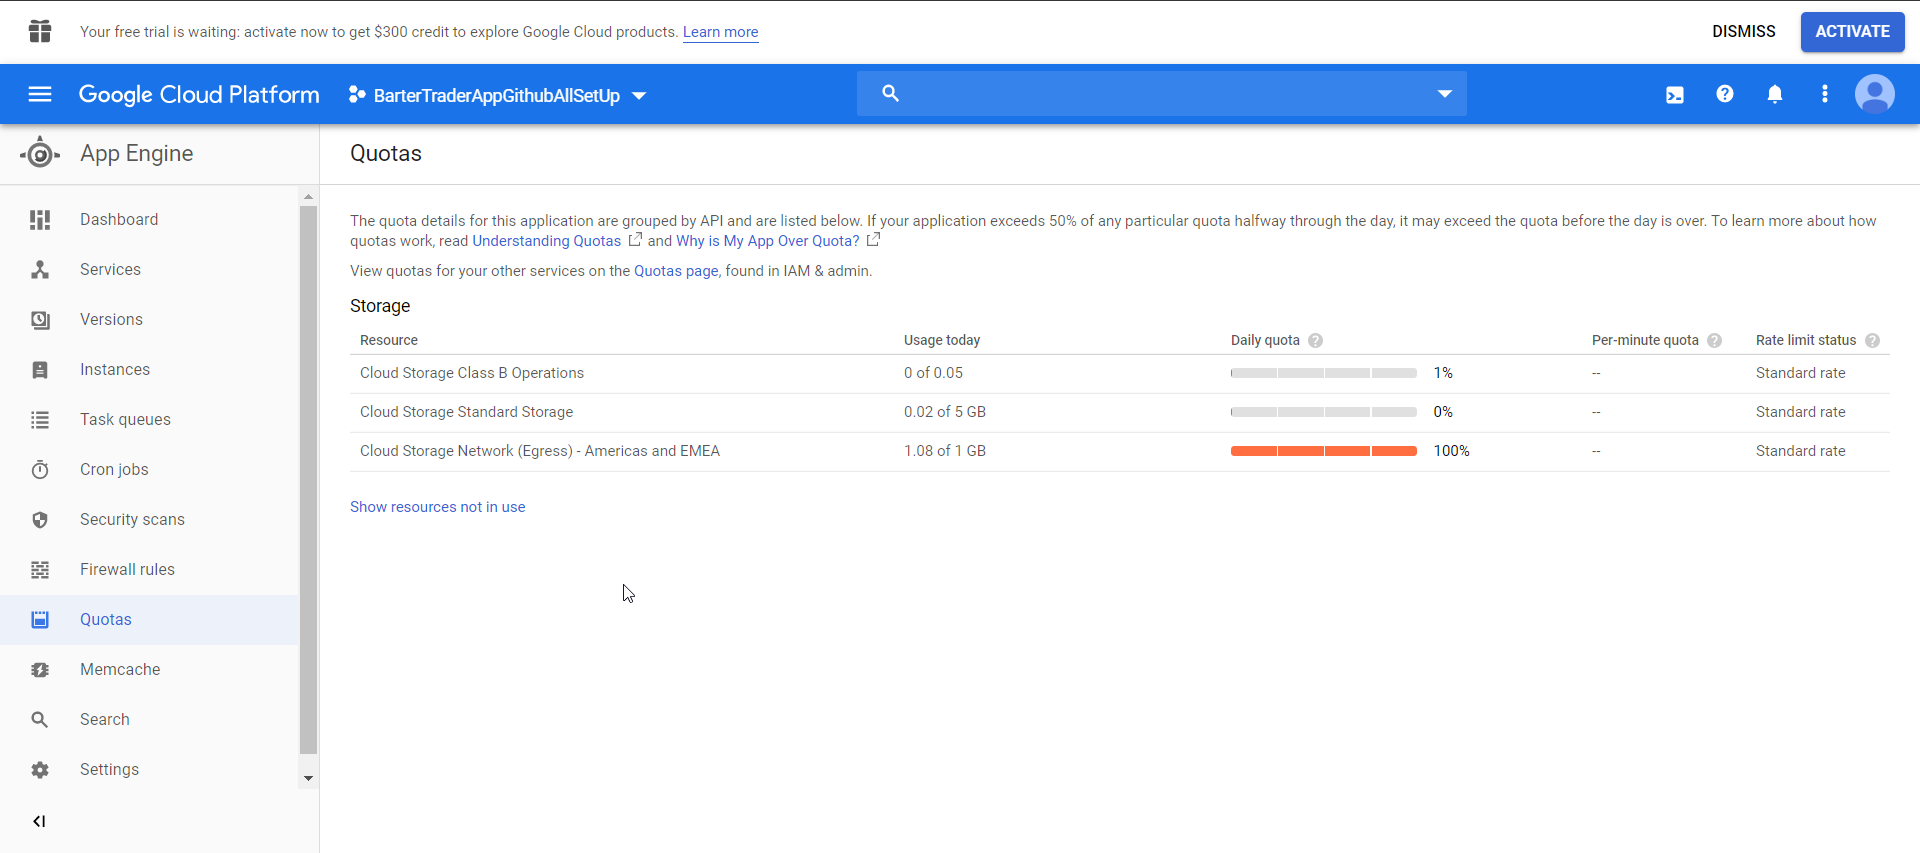 Your free trial is waiting: activate now to get $300 credit to explore Google Cloud products. Learn more
DISMISS
ACTIVATE
Google Cloud Platform
BarterTraderAppGithubAllSetUp
App Engine
Dashboard
Services
Versions
Instances
Task queues
Cron jobs
Security scans
Firewall rules
Quotas
Memcache
Search
Settings
Quotas
The quota details for this application are grouped by API and are listed below. If your application exceeds 50% of any particular quota halfway through the day, it may exceed the quota before the day is over. To learn more about how
quotas work, read Understanding Quotas and Why is My App Over Quota?
View quotas for your other services on the Quotas page, found in IAM & admin.
Storage
Resource Usage today Daily quota ? Per-minute quota ? Rate limit status ?
Cloud Storage Class B Operations 0 of 0.05 1% -- Standard rate
Cloud Storage Standard Storage 0.02 of 5 GB 0% -- Standard rate
Cloud Storage Network (Egress) - Americas and EMEA 1.08 of 1 GB 100% -- Standard rate
Show resources not in use